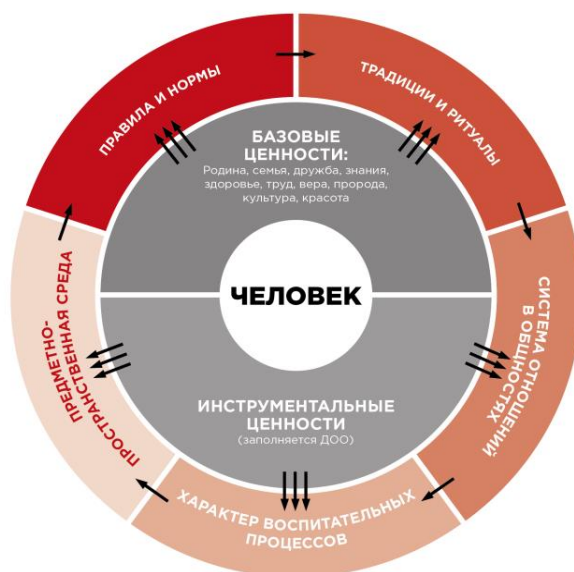 ПРАВИЛА И НОРМЫ
ТРАДИЦИИ И РИТУАЛЫ
БАЗОВЫЕ
ЦЕННОСТИ:
Родина, семья, дружба, знания,
здоровье, труд, вера, пророда,
культура, красота
ЧЕЛОВЕК
ПРЕДМЕТНО-
ПРОСТРАНСТВЕННАЯ СРЕДА
СИСТЕМА ОТНОШЕНИЙ
В ОБЩНОСТЯХ
ИНСТРУМЕНТАЛЬНЫЕ
ЦЕННОСТИ
(заполняется ДОО)
ХАРАКТЕР ВОСПИТАТЕЛЬНЫХ
ПРОЦЕССОВ